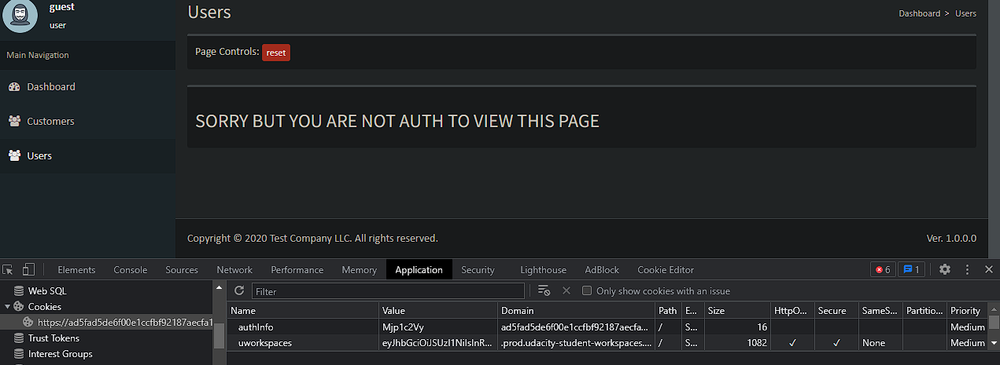 guest
user
Main Navigation
Dashboard
Customers
Users
Users
Dashboard > Users
Page Controls: reset
SORRY BUT YOU ARE NOT AUTH TO VIEW THIS PAGE
Copyright © 2020 Test Company LLC. All rights reserved.
Ver. 1.0.0.0
Elements Console Sources Network Performance Memory Application Security Lighthouse AdBlock Cookie Editor 6 1
Web SQL
Cookies
https://ad5fad5de6f00e1ccfbf92187aecfa1
Trust Tokens
Interest Groups
Filter
Only show cookies with an issue
Name Value Domain Path E... Size HttpO... Secure SameS... Partitio... Priority
authInfo Mjp1c2Vy ad5fad5de6f00e1ccfbf92187aecfa... / S... 16 Medium
uworkspaces eyJhbGciOiJSUzI1NiIsInR... .prod.udacity-student-workspaces.... / S... 1082 ✓ ✓ None Medium